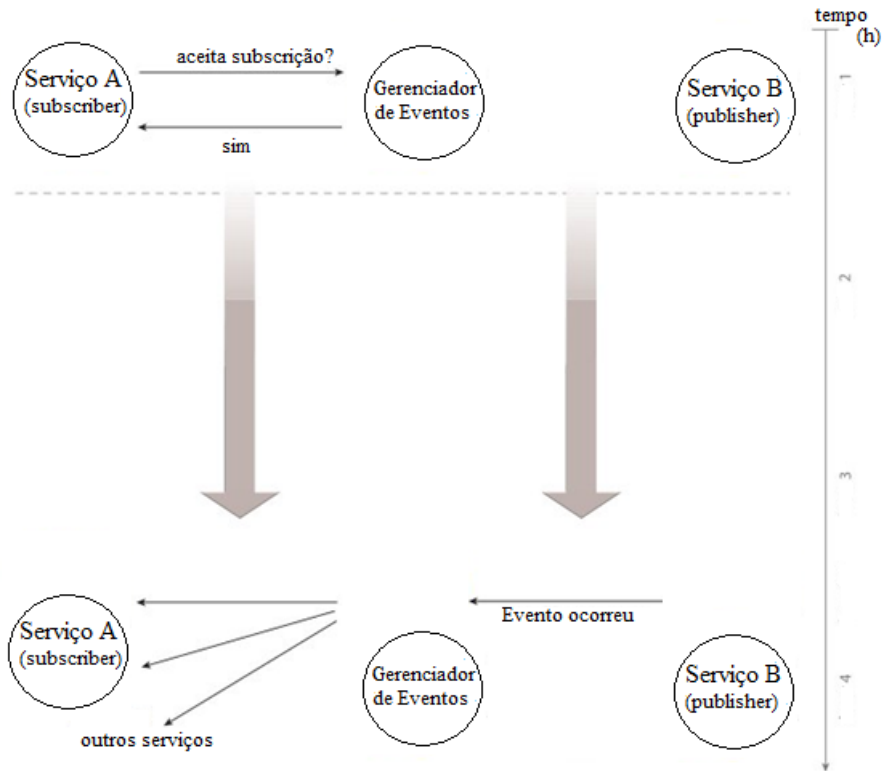 tempo
(h)
aceita subscrição?
Serviço A
(subscriber)
Gerenciador
de Eventos
Serviço B
(publisher)
sim
1
2
3
Evento ocorreu
Serviço A
(subscriber)
Gerenciador
de Eventos
Serviço B
(publisher)
4
outros serviços